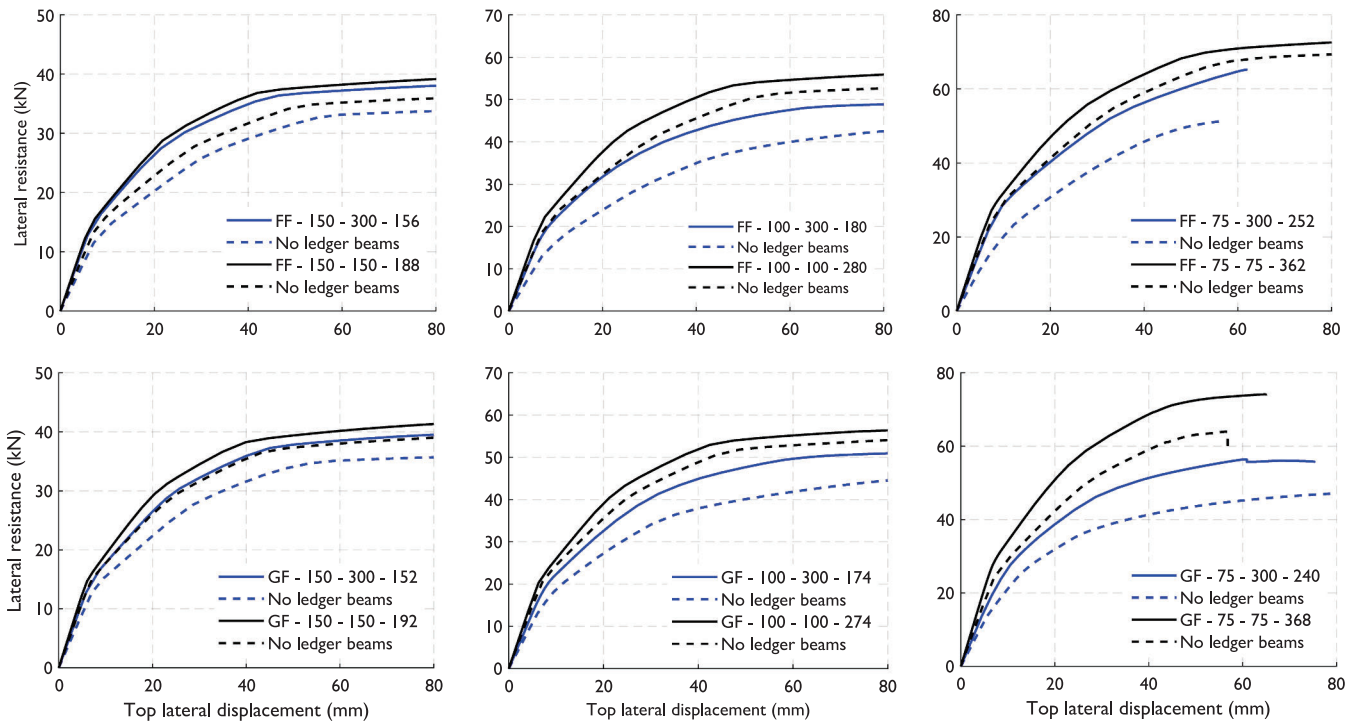 50
40
30
20
10
0
Lateral resistance (kN)
FF - 150 - 300 - 156
No ledger beams
FF - 150 - 150 - 188
No ledger beams
0 20 40 60 80
70
60
50
40
30
20
10
0
FF - 100 - 300 - 180
No ledger beams
FF - 100 - 100 - 280
No ledger beams
0 20 40 60 80
80
60
40
20
0
FF - 75 - 300 - 252
No ledger beams
FF - 75 - 75 - 362
No ledger beams
0 20 40 60 80
50
40
30
20
10
0
Lateral resistance (kN)
GF - 150 - 300 - 152
No ledger beams
GF - 150 - 150 - 192
No ledger beams
0 20 40 60 80
Top lateral displacement (mm)
70
60
50
40
30
20
10
0
GF - 100 - 300 - 174
No ledger beams
GF - 100 - 100 - 274
No ledger beams
0 20 40 60 80
Top lateral displacement (mm)
80
60
40
20
0
GF - 75 - 300 - 240
No ledger beams
GF - 75 - 75 - 368
No ledger beams
0 20 40 60 80
Top lateral displacement (mm)